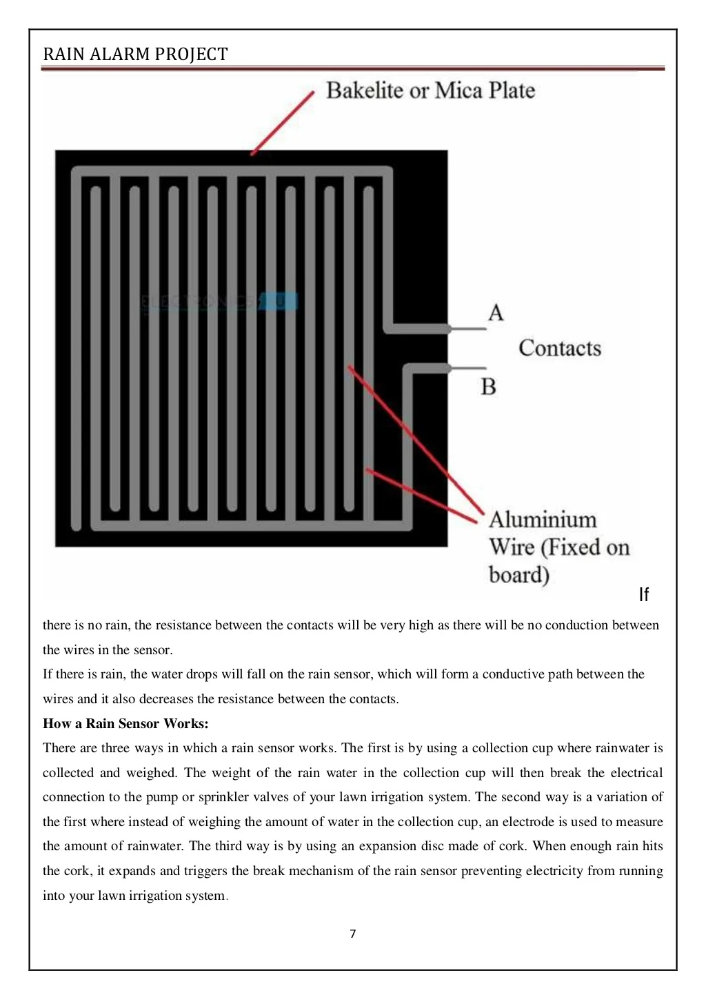 RAIN ALARM PROJECT
Bakelite or Mica Plate
ELECTRONICS HUB
A
Contacts
B
Aluminium
Wire (Fixed on
board)
If
there is no rain, the resistance between the contacts will be very high as there will be no conduction between
the wires in the sensor.
If there is rain, the water drops will fall on the rain sensor, which will form a conductive path between the
wires and it also decreases the resistance between the contacts.
How a Rain Sensor Works:
There are three ways in which a rain sensor works. The first is by using a collection cup where rainwater is
collected and weighed. The weight of the rain water in the collection cup will then break the electrical
connection to the pump or sprinkler valves of your lawn irrigation system. The second way is a variation of
the first where instead of weighing the amount of water in the collection cup, an electrode is used to measure
the amount of rainwater. The third way is by using an expansion disc made of cork. When enough rain hits
the cork, it expands and triggers the break mechanism of the rain sensor preventing electricity from running
into your lawn irrigation system.
7